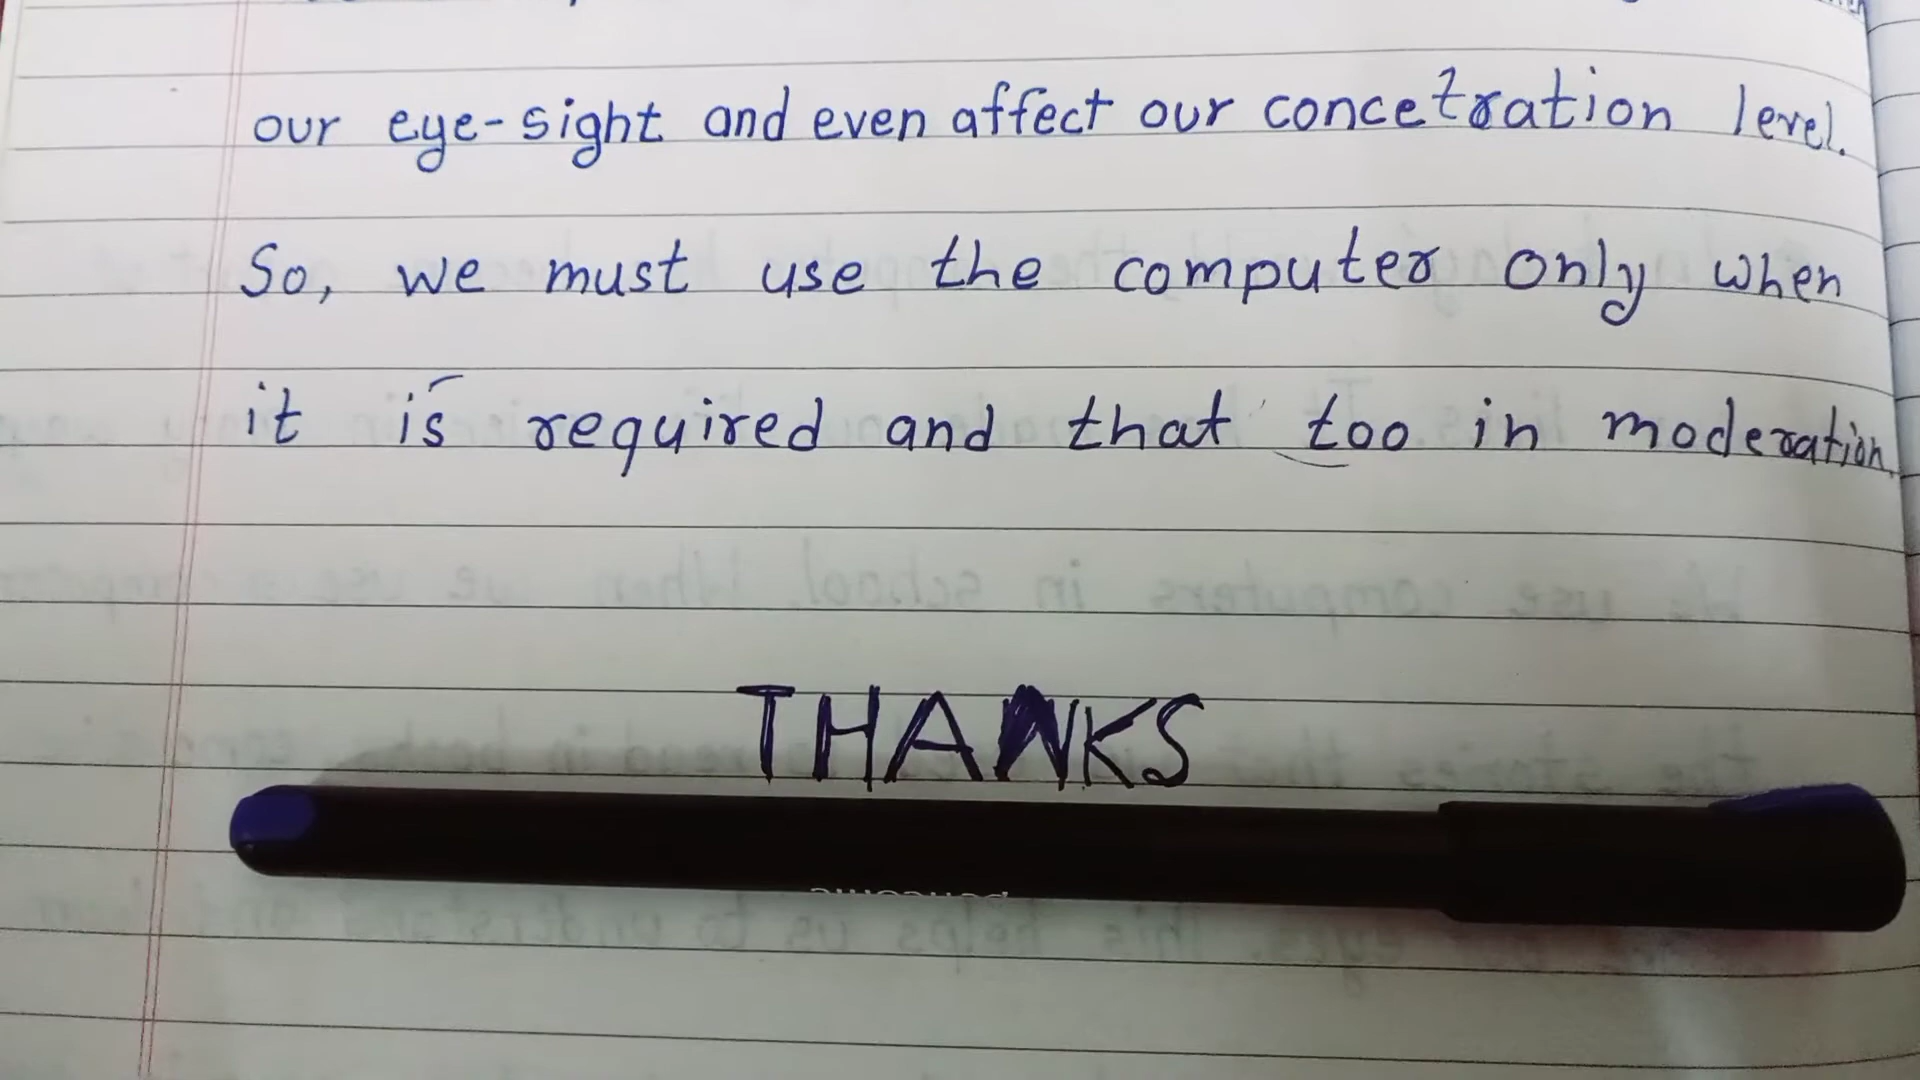 our eye-sight and even affect our concetration level.
So, we must use the computer only when
it is required and that too in moderation.
THANKS